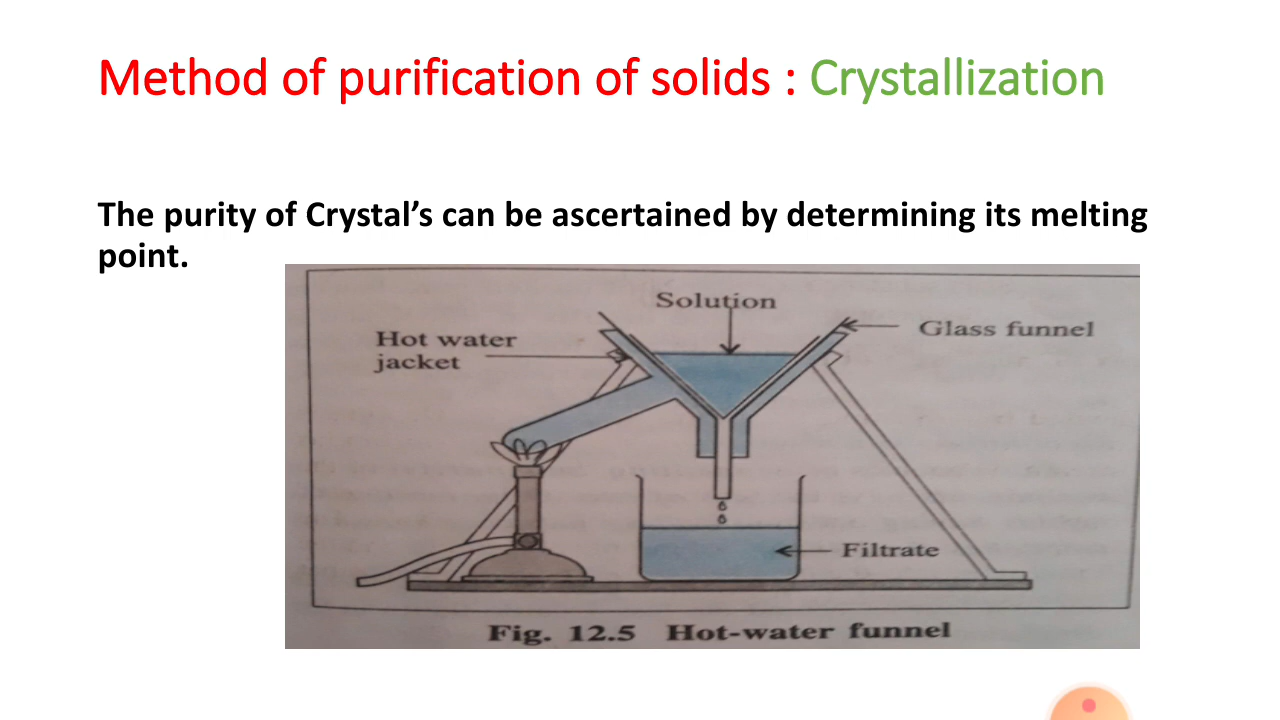 Method of purification of solids : Crystallization
The purity of Crystal’s can be ascertained by determining its melting
point.
Solution
Glass funnel
Hot water
jacket
Filtrate
Fig. 12.5 Hot-water funnel